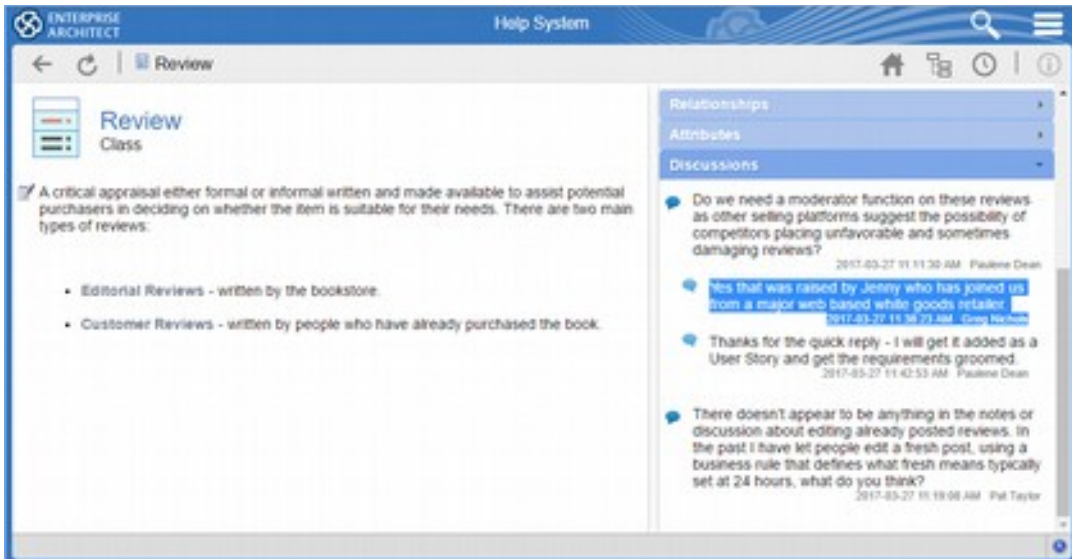 ENTERPRISE
ARCHITECT
Help System
Review
Review
Class
A critical appraisal either formal or informal written and made available to assist potential
purchasers in deciding on whether the item is suitable for their needs. There are two main
types of reviews:
• Editorial Reviews - written by the bookstore.
• Customer Reviews - written by people who have already purchased the book.
Relationships
Attributes
Discussions
Do we need a moderator function on these reviews
as other selling platforms suggest the possibility of
competitors placing unfavorable and sometimes
damaging reviews?
2017-03-27 11:11:30 AM Paulene Dean
Yes that was raised by Jenny who has joined us
from a major web based white goods retailer.
2017-03-27 11:38:23 AM Greg Nichols
Thanks for the quick reply - I will get it added as a
User Story and get the requirements groomed.
2017-03-27 11:42:53 AM Paulene Dean
There doesn't appear to be anything in the notes or
discussion about editing already posted reviews. In
the past I have let people edit a fresh post, using a
business rule that defines what fresh means typically
set at 24 hours, what do you think?
2017-03-27 11:19:08 AM Pat Taylor